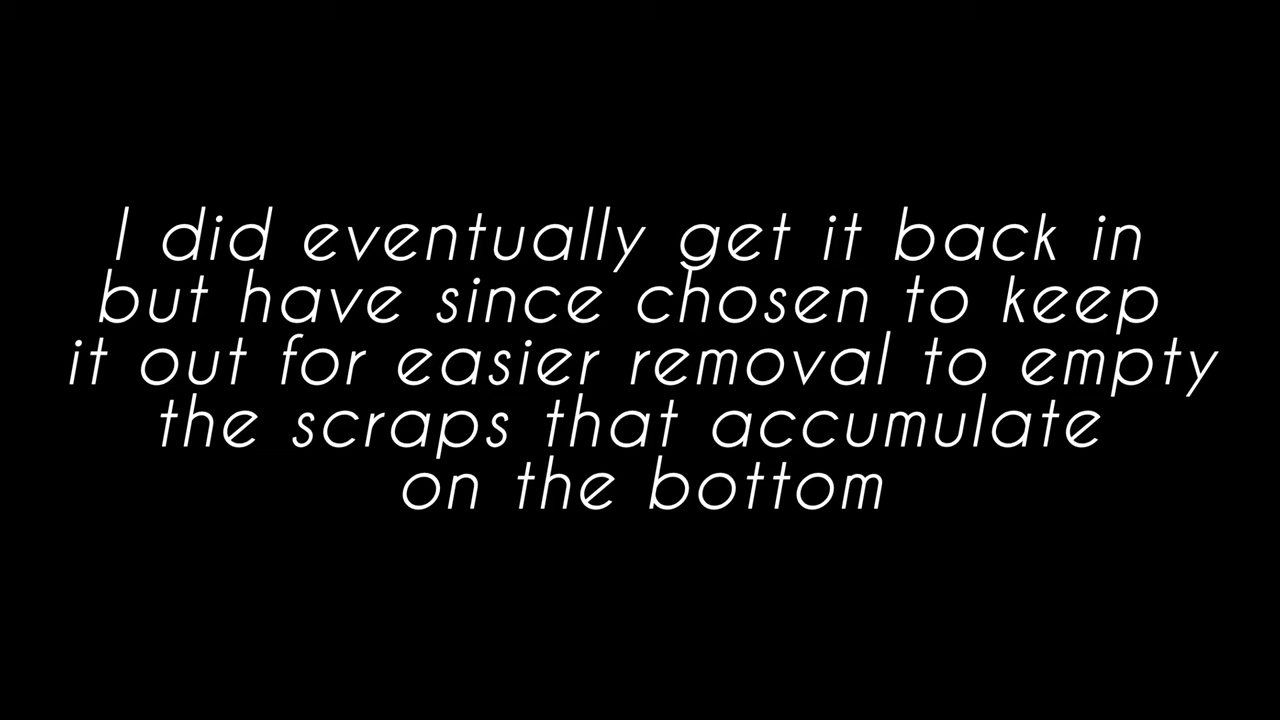 I did eventually get it back in
but have since chosen to keep
it out for easier removal to empty
the scraps that accumulate
on the bottom